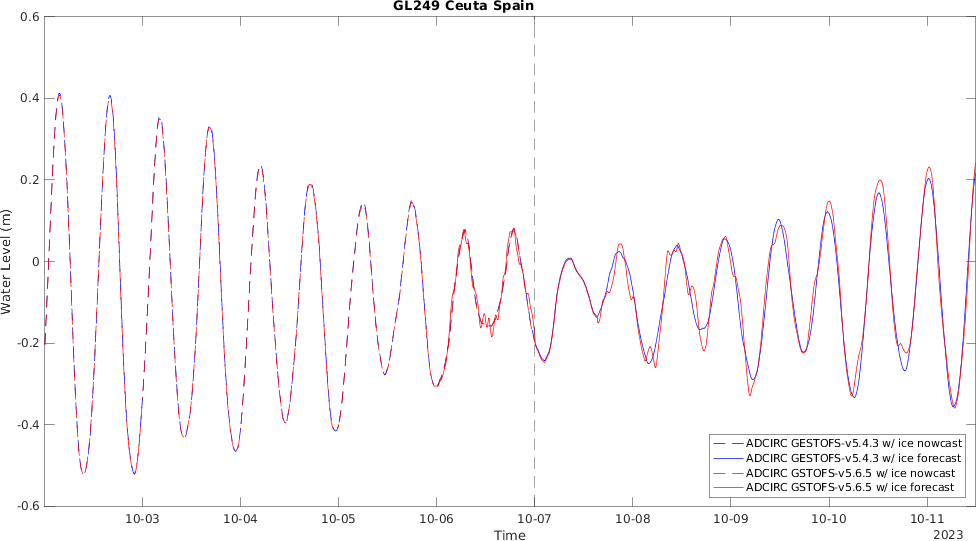 GL249 Ceuta Spain
0.6
0.4
0.2
0
-0.2
-0.4
-0.6
Water Level (m)
10-03 10-04 10-05 10-06 10-07 10-08 10-09 10-10 10-11
Time
2023
ADCIRC GESTOFS-v5.4.3 w/ ice nowcast
ADCIRC GESTOFS-v5.4.3 w/ ice forecast
ADCIRC GSTOFS-v5.6.5 w/ ice nowcast
ADCIRC GSTOFS-v5.6.5 w/ ice forecast